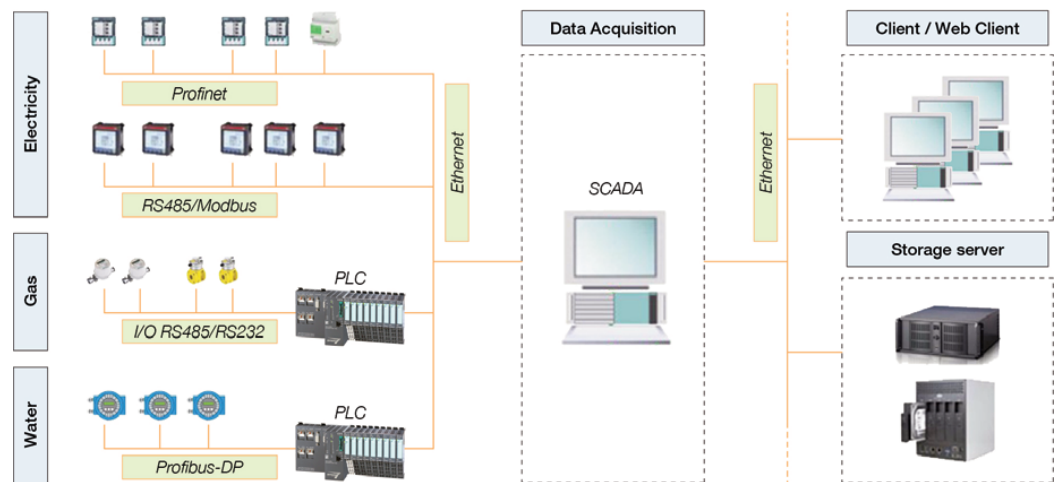 Electricity
Profinet
RS485/Modbus
Gas
PLC
I/O RS485/RS232
Water
PLC
Profibus-DP
Ethernet
Data Acquisition
SCADA
Ethernet
Client / Web Client
Storage server